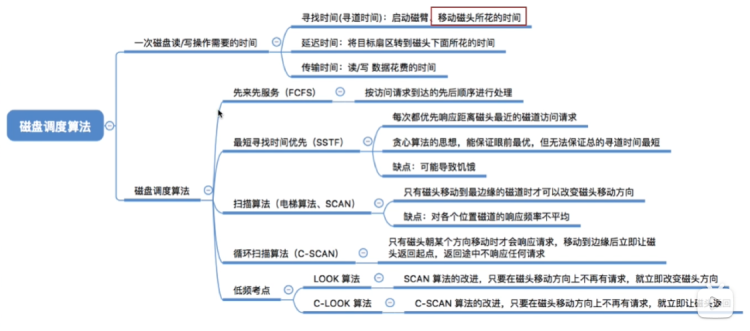 寻找时间(寻道时间)：启动磁臂、移动磁头所花的时间
一次磁盘读/写操作需要的时间
延迟时间：将目标扇区转到磁头下面所花的时间
传输时间：读/写 数据花费的时间
磁盘调度算法
先来先服务（FCFS）
按访问请求到达的先后顺序进行处理
每次都优先响应距离磁头最近的磁道访问请求
最短寻找时间优先（SSTF）
贪心算法的思想，能保证眼前最优，但无法保证总的寻道时间最短
缺点：可能导致饥饿
磁盘调度算法
只有磁头移动到最边缘的磁道时才可以改变磁头移动方向
扫描算法（电梯算法、SCAN）
缺点：对各个位置磁道的响应频率不平均
循环扫描算法（C-SCAN）
只有磁头朝某个方向移动时才会响应请求，移动到边缘后立即让磁
头返回起点，返回途中不响应任何请求
低频考点
LOOK 算法
SCAN 算法的改进，只要在磁头移动方向上不再有请求，就立即改变磁头方向
C-LOOK 算法
C-SCAN 算法的改进，只要在磁头移动方向上不再有请求，就立即让磁头